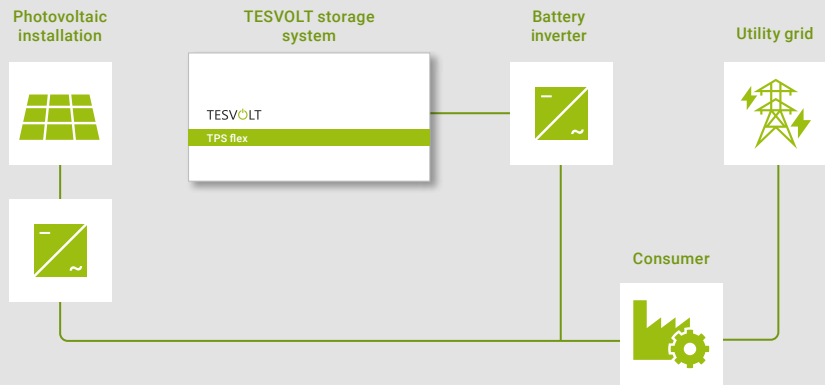 Photovoltaic
installation
TESVOLT storage
system
Battery
inverter
Utility grid
TESVOLT
TPS flex
Consumer